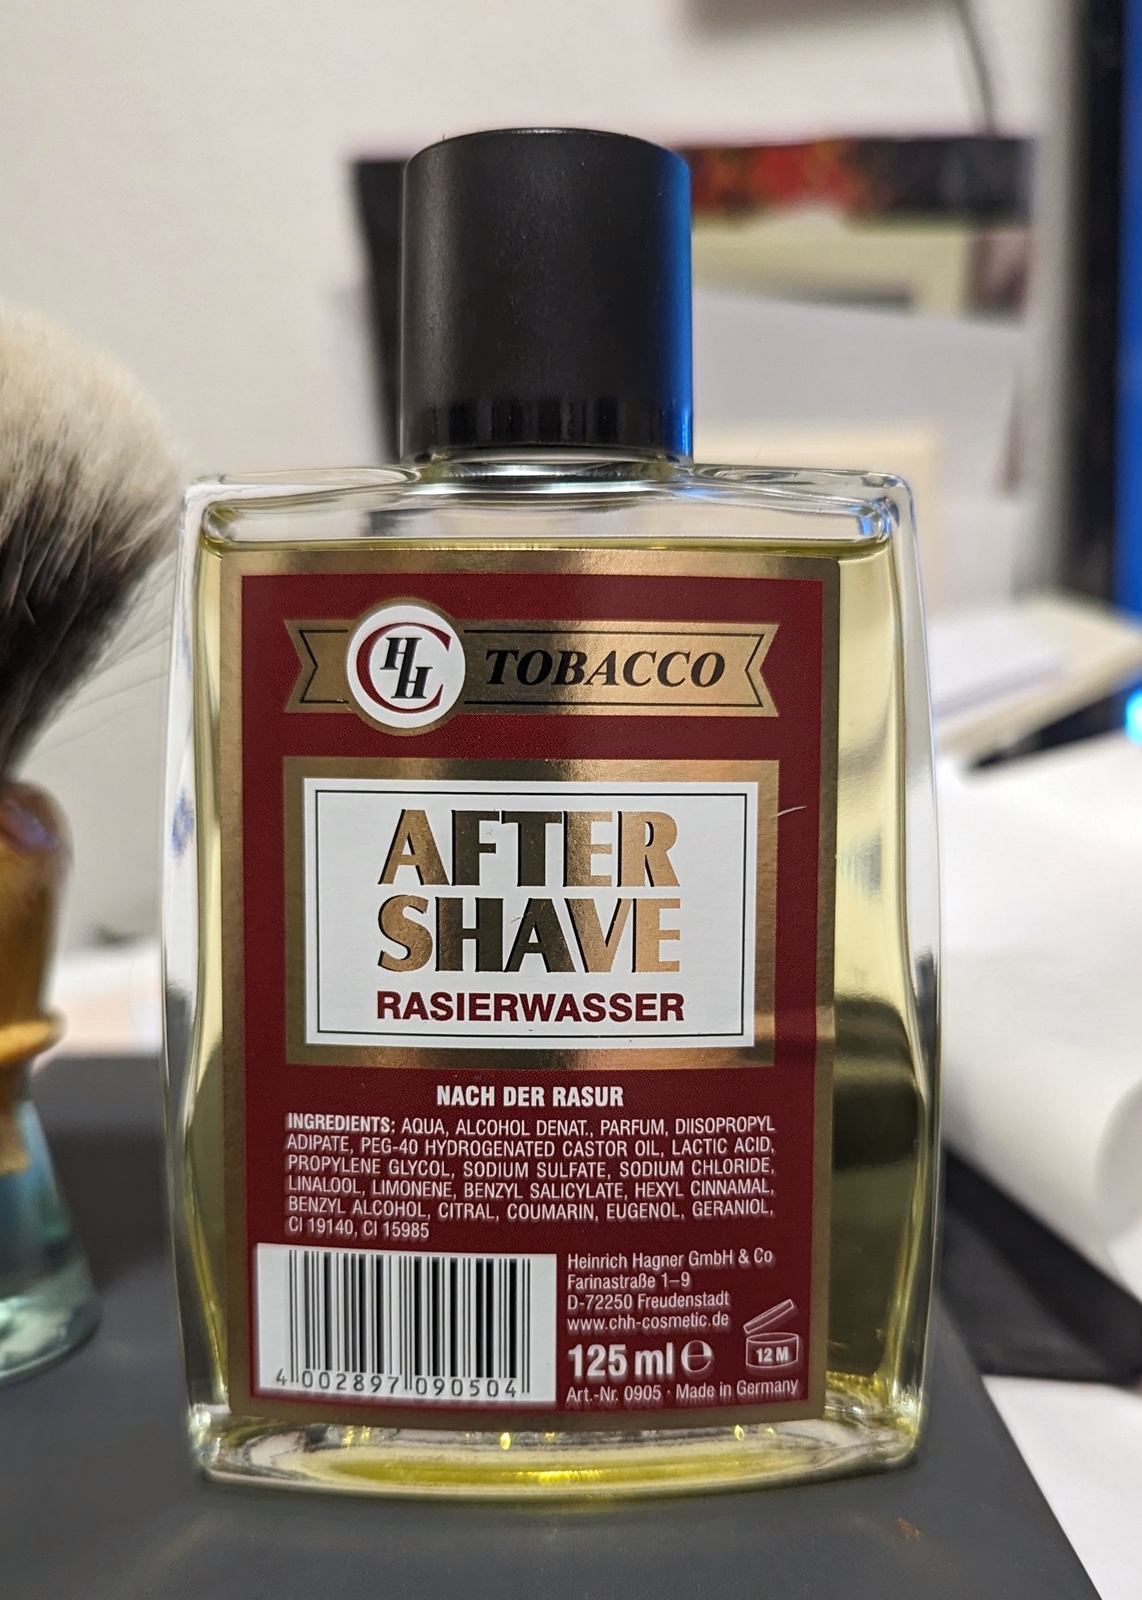 CHH
TOBACCO
AFTER
SHAVE
RASIERWASSER
NACH DER RASUR
INGREDIENTS: AQUA, ALCOHOL DENAT., PARFUM, DIISOPROPYL
ADIPATE, PEG-40 HYDROGENATED CASTOR OIL, LACTIC ACID,
PROPYLENE GLYCOL, SODIUM SULFATE, SODIUM CHLORIDE,
LINALOOL, LIMONENE, BENZYL SALICYLATE, HEXYL CINNAMAL,
BENZYL ALCOHOL, CITRAL, COUMARIN, EUGENOL, GERANIOL,
CI 19140, CI 15985
4 002897 090504
Heinrich Hagner GmbH & Co
Farinastraße 1–9
D-72250 Freudenstadt
www.chh-cosmetic.de
125 ml ℮
12 M
Art.-Nr. 0905 · Made in Germany